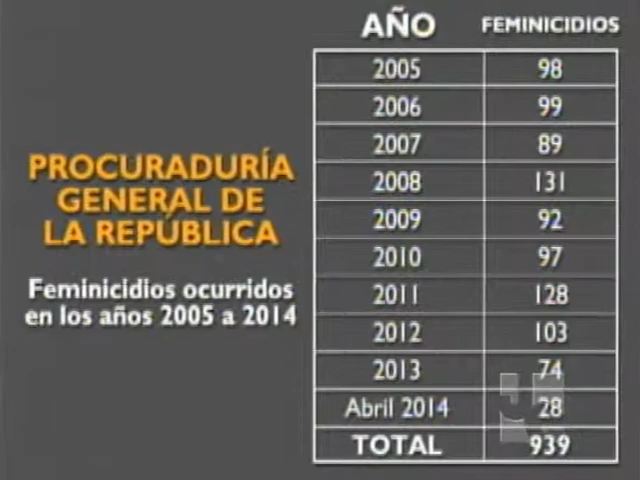 PROCURADURÍA
GENERAL DE
LA REPÚBLICA
Feminicidios ocurridos
en los años 2005 a 2014
AÑO FEMINICIDIOS
2005 98
2006 99
2007 89
2008 131
2009 92
2010 97
2011 128
2012 103
2013 74
Abril 2014 28
TOTAL 939